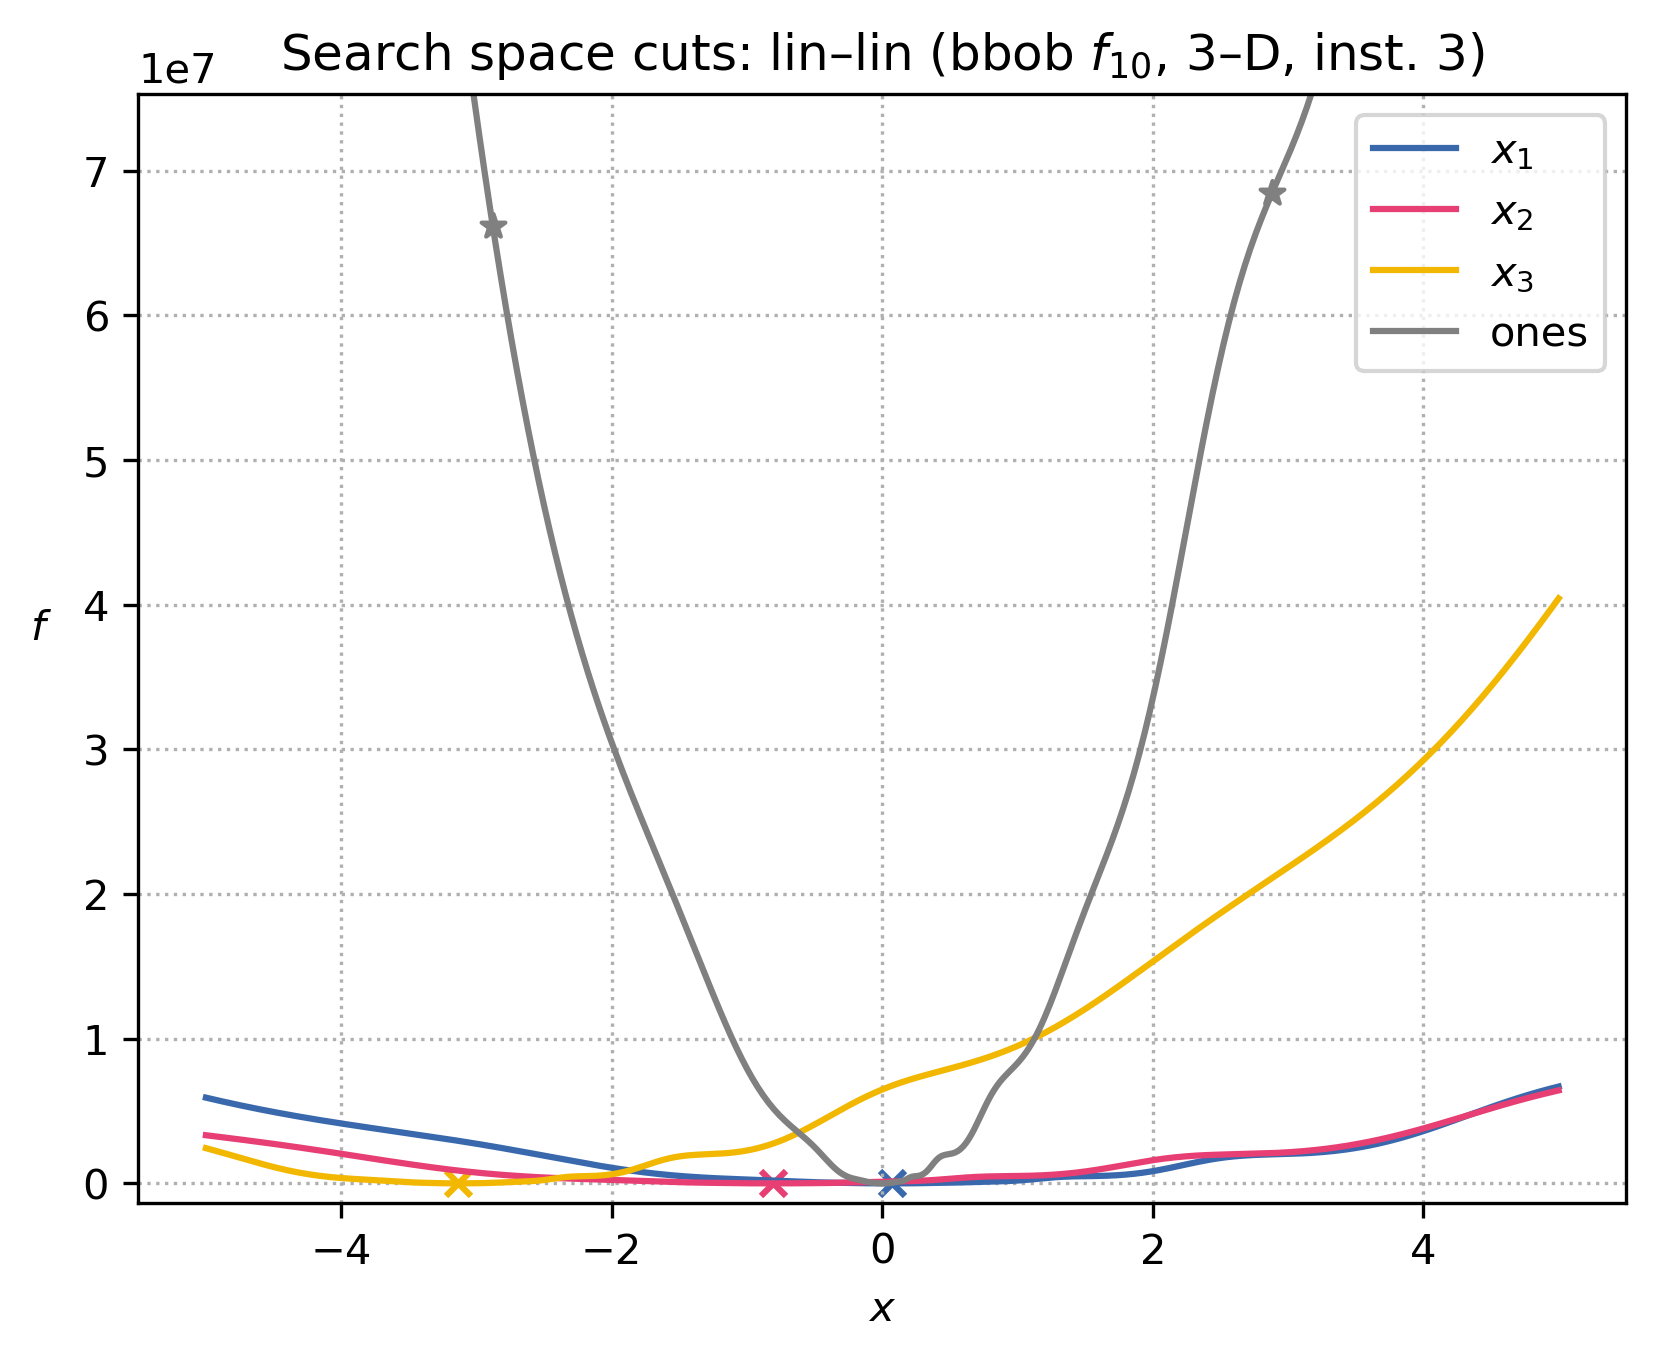 Search space cuts: lin–lin (bbob f₁₀, 3–D, inst. 3)
1e7
7
6
5
4
3
2
1
0
f
x₁
x₂
x₃
ones
−4 −2 0 2 4
x